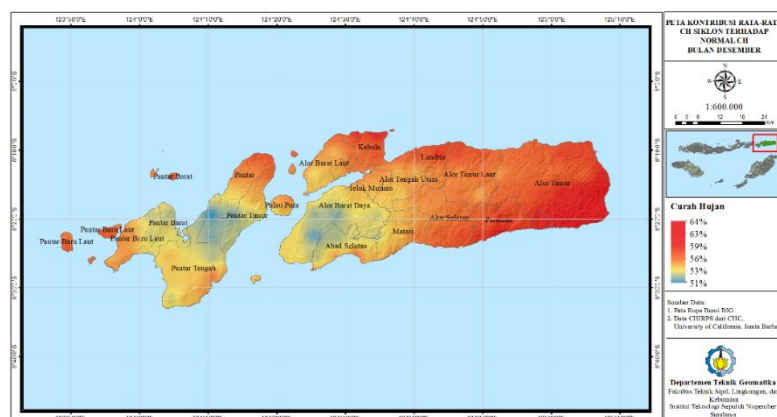 PETA KONTRIBUSI RATA-RATA
CH SIKLON TERHADAP
NORMAL CH
BULAN DESEMBER
N
W
E
S
1:600.000
Curah Hujan
64%
63%
59%
56%
53%
51%
Sumber Data:
1. Peta Rupa Bumi BIG
2. Data CHIRPS dari CHC,
University of California, Santa Barba
Departemen Teknik Geomatika
Fakultas Teknik Sipil, Lingkungan, dan
Kebumian
Institut Teknologi Sepuluh Nopember
Surabaya
Kabola
Alor Barat Laut
Lembur
Pantar
Alor Tengah Utara
Alor Timur Laut
Pantar Barat
Teluk Mutiara
Alor Timur
Pulau Pura
Alor Barat Daya
Pantar Barat
Pantar Timur
Alor Selatan
Pantar Baru Laut
Mataru
Pantar Baru Laut
Pantar Baru Laut
Abad Selatan
Pantar Tengah